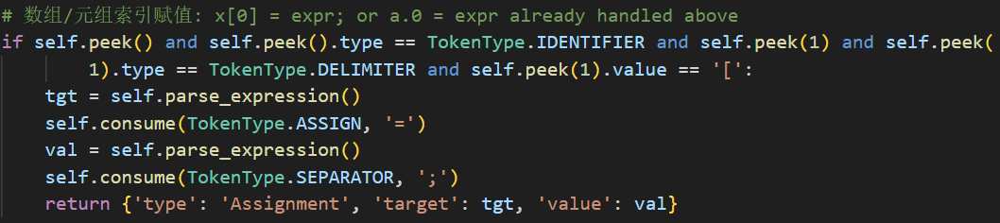 # 数组/元组索引赋值: x[0] = expr; or a.0 = expr already handled above
if self.peek() and self.peek().type == TokenType.IDENTIFIER and self.peek(1) and self.peek(
1).type == TokenType.DELIMITER and self.peek(1).value == '[':
tgt = self.parse_expression()
self.consume(TokenType.ASSIGN, '=')
val = self.parse_expression()
self.consume(TokenType.SEPARATOR, ';')
return {'type': 'Assignment', 'target': tgt, 'value': val}